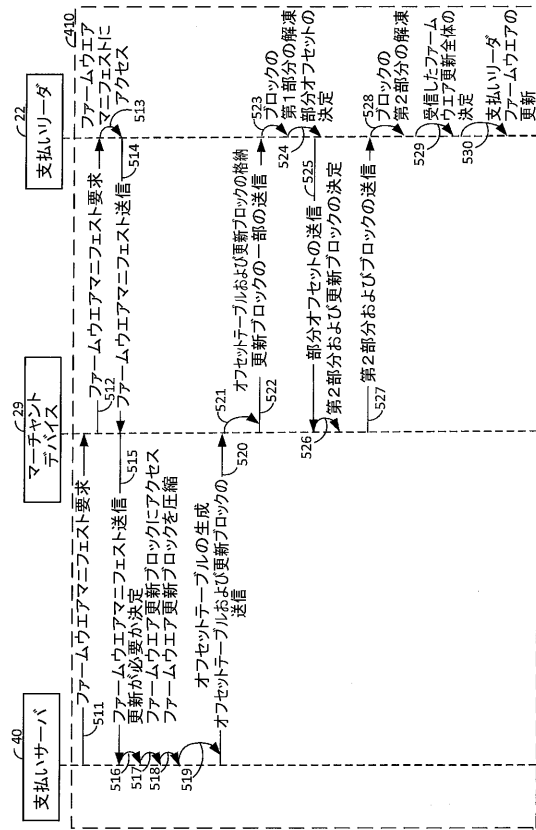 410
40
支払いサーバ
29
マーチャント
デバイス
22
支払いリーダ
ファームウエアマニフェスト要求
511
ファームウエアマニフェスト要求
512
ファームウエア
マニフェストに
アクセス
513
ファームウエアマニフェスト送信
514
ファームウエアマニフェスト送信
515
516
更新が必要か決定
517
ファームウエア更新ブロックにアクセス
518
ファームウエア更新ブロックを圧縮
519
オフセットテーブルの生成
オフセットテーブルおよび更新ブロックの
送信
520
521
オフセットテーブルおよび更新ブロックの格納
522
更新ブロックの一部の送信
523
ブロックの
第1部分の解凍
524
部分オフセットの
決定
525
部分オフセットの送信
526
第2部分および更新ブロックの決定
第2部分およびブロックの送信
527
528
ブロックの
第2部分の解凍
529
受信したファーム
ウエア更新全体の
決定
530
支払いリーダ
ファームウエアの
更新